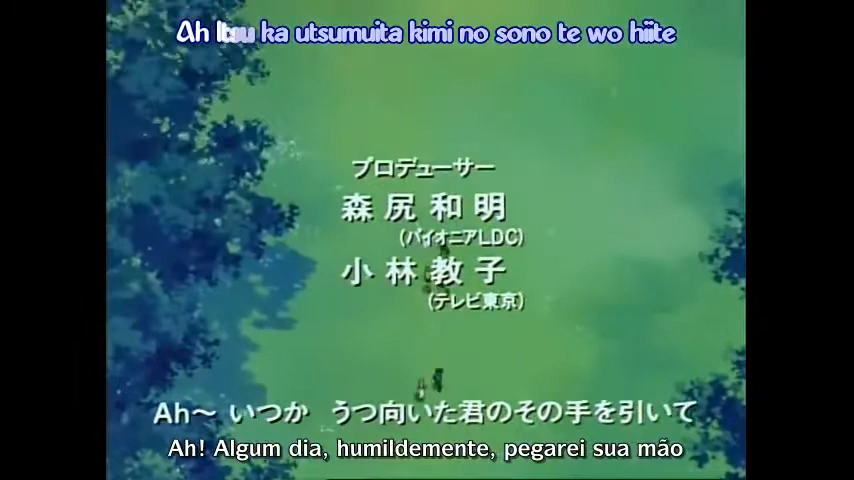 Ah Itsu ka utsumuita kimi no sono te wo hiite
プロデューサー
森尻和明
(パイオニアLDC)
小林教子
(テレビ東京)
Ah〜 いつか うつ向いた君のその手を引いて
Ah! Algum dia, humildemente, pegarei sua mão